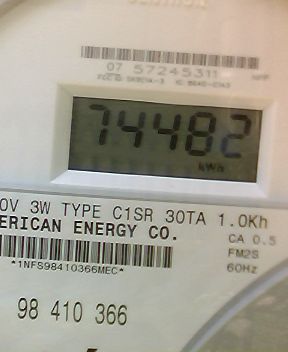 07 57245311
74482
kWh
0V 3W TYPE C1SR 30TA 1.0Kh
ERICAN ENERGY CO.
CA 0.5
*1NFS98410366MEC*
FM2S
60Hz
98 410 366